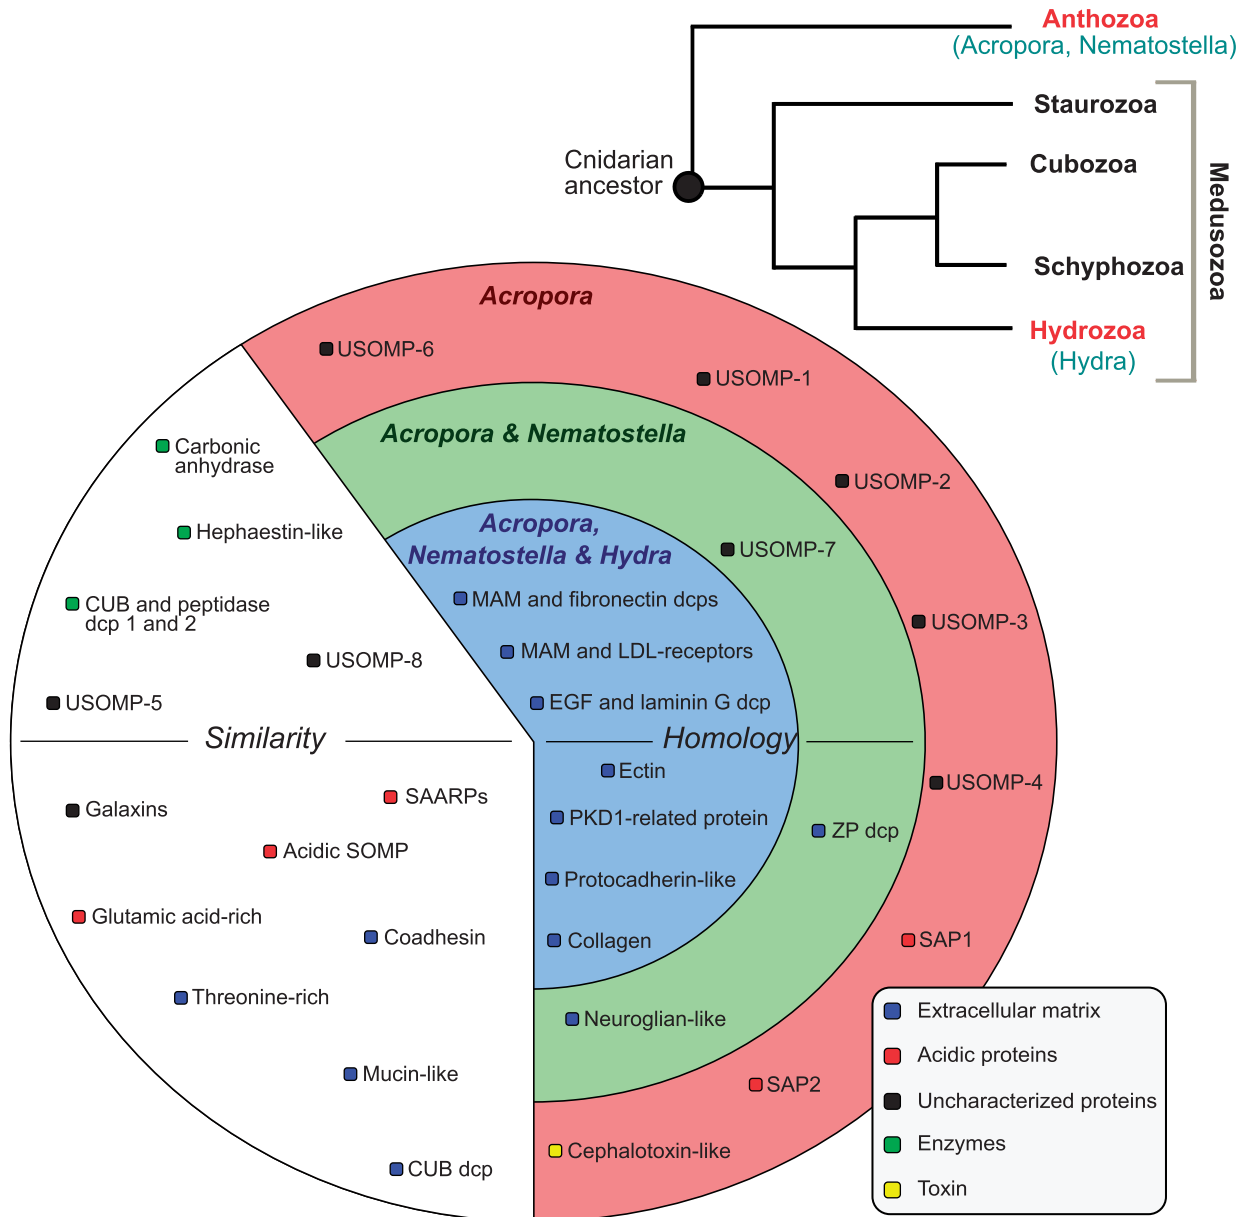 Anthozoa
(Acropora, Nematostella)
Staurozoa
Cnidarian
ancestor
Cubozoa
Medusozoa
Schyphozoa
Hydrozoa
(Hydra)
Acropora
USOMP-6
USOMP-1
Acropora & Nematostella
Carbonic
anhydrase
USOMP-2
Acropora,
Nematostella & Hydra
Hephaestin-like
USOMP-7
MAM and fibronectin dcps
CUB and peptidase
dcp 1 and 2
USOMP-3
MAM and LDL-receptors
USOMP-8
USOMP-5
EGF and laminin G dcp
Similarity
Homology
Ectin
USOMP-4
SAARPs
Galaxins
PKD1-related protein
ZP dcp
Acidic SOMP
Protocadherin-like
Glutamic acid-rich
Coadhesin
Collagen
SAP1
Threonine-rich
Neuroglian-like
Mucin-like
SAP2
Cephalotoxin-like
CUB dcp
Extracellular matrix
Acidic proteins
Uncharacterized proteins
Enzymes
Toxin